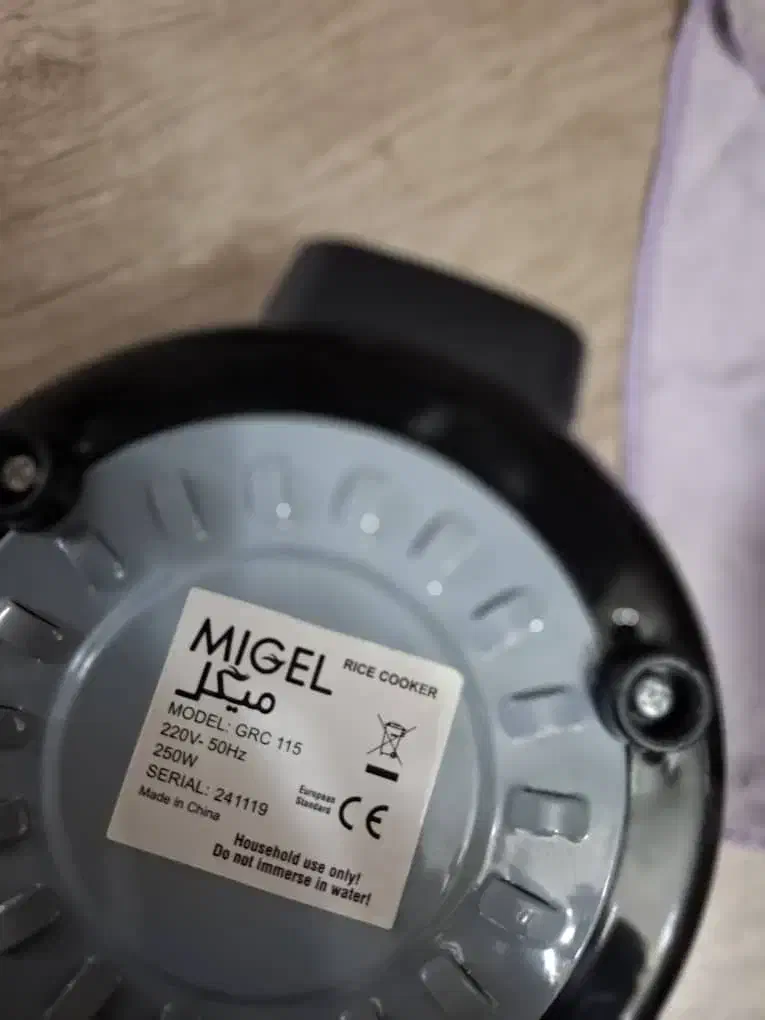 MIGEL RICE COOKER
ميگل
MODEL: GRC 115
220V- 50Hz
250W
SERIAL: 241119
Made in China
European
Standard
CE
Household use only!
Do not immerse in water!